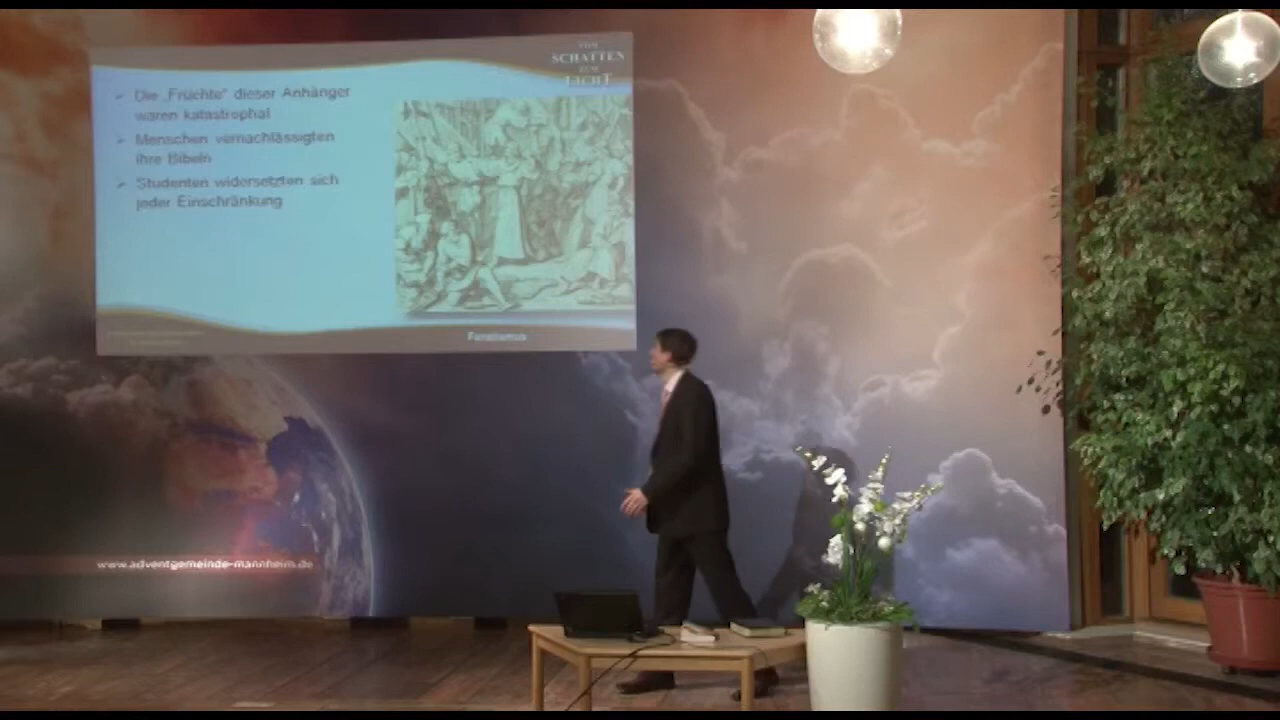 VOM
SCHATTEN
ZUM
LICHT
Die „Früchte" dieser Anhänger
waren katastrophal
Menschen vernachlässigten
ihre Bibeln
Studenten widersetzten sich
jeder Einschränkung
Fanatismus
www.adventgemeinde-mannheim.de